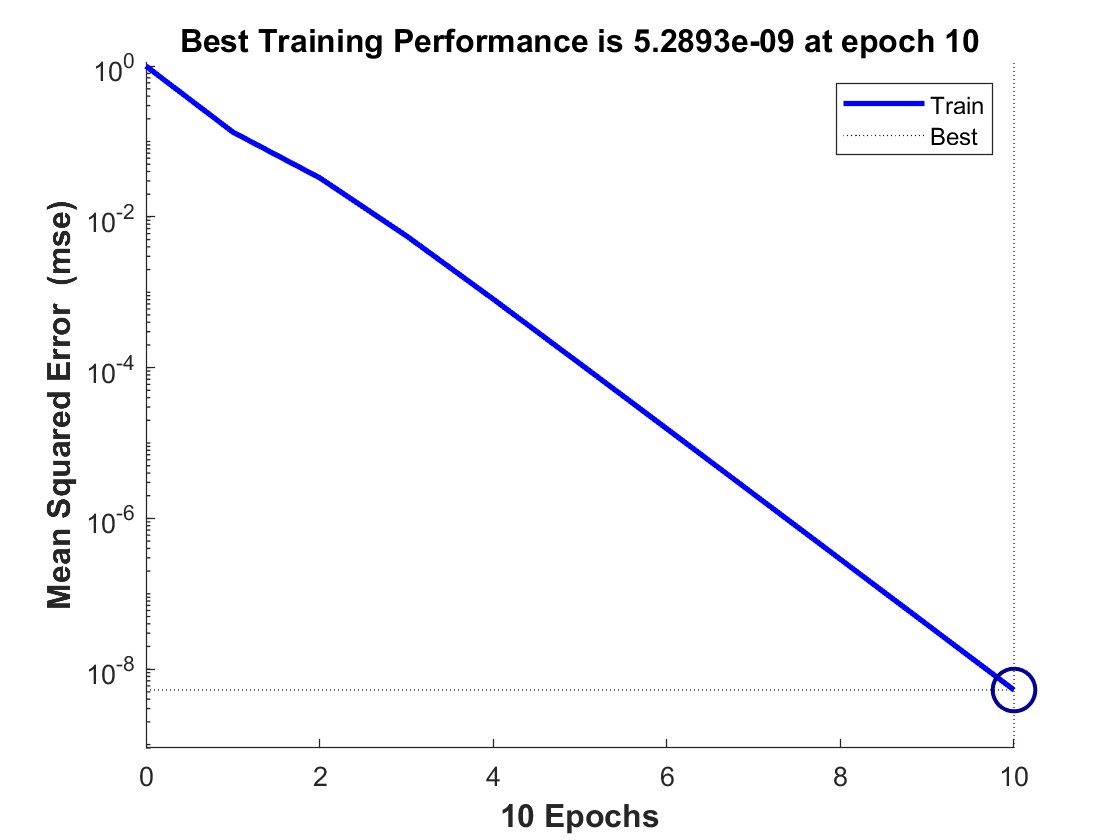 Best Training Performance is 5.2893e-09 at epoch 10
10^0
Train
Best
10^-2
10^-4
10^-6
10^-8
Mean Squared Error  (mse)
0 2 4 6 8 10
10 Epochs